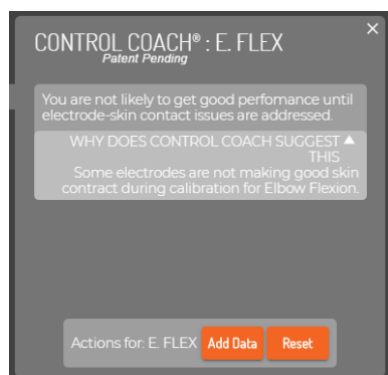 CONTROL COACH® : E. FLEX
×
Patent Pending
You are not likely to get good perfomance until
electrode-skin contact issues are addressed.
WHY DOES CONTROL COACH SUGGEST ▲
THIS
Some electrodes are not making good skin
contract during calibration for Elbow Flexion.
Actions for: E. FLEX Add Data Reset